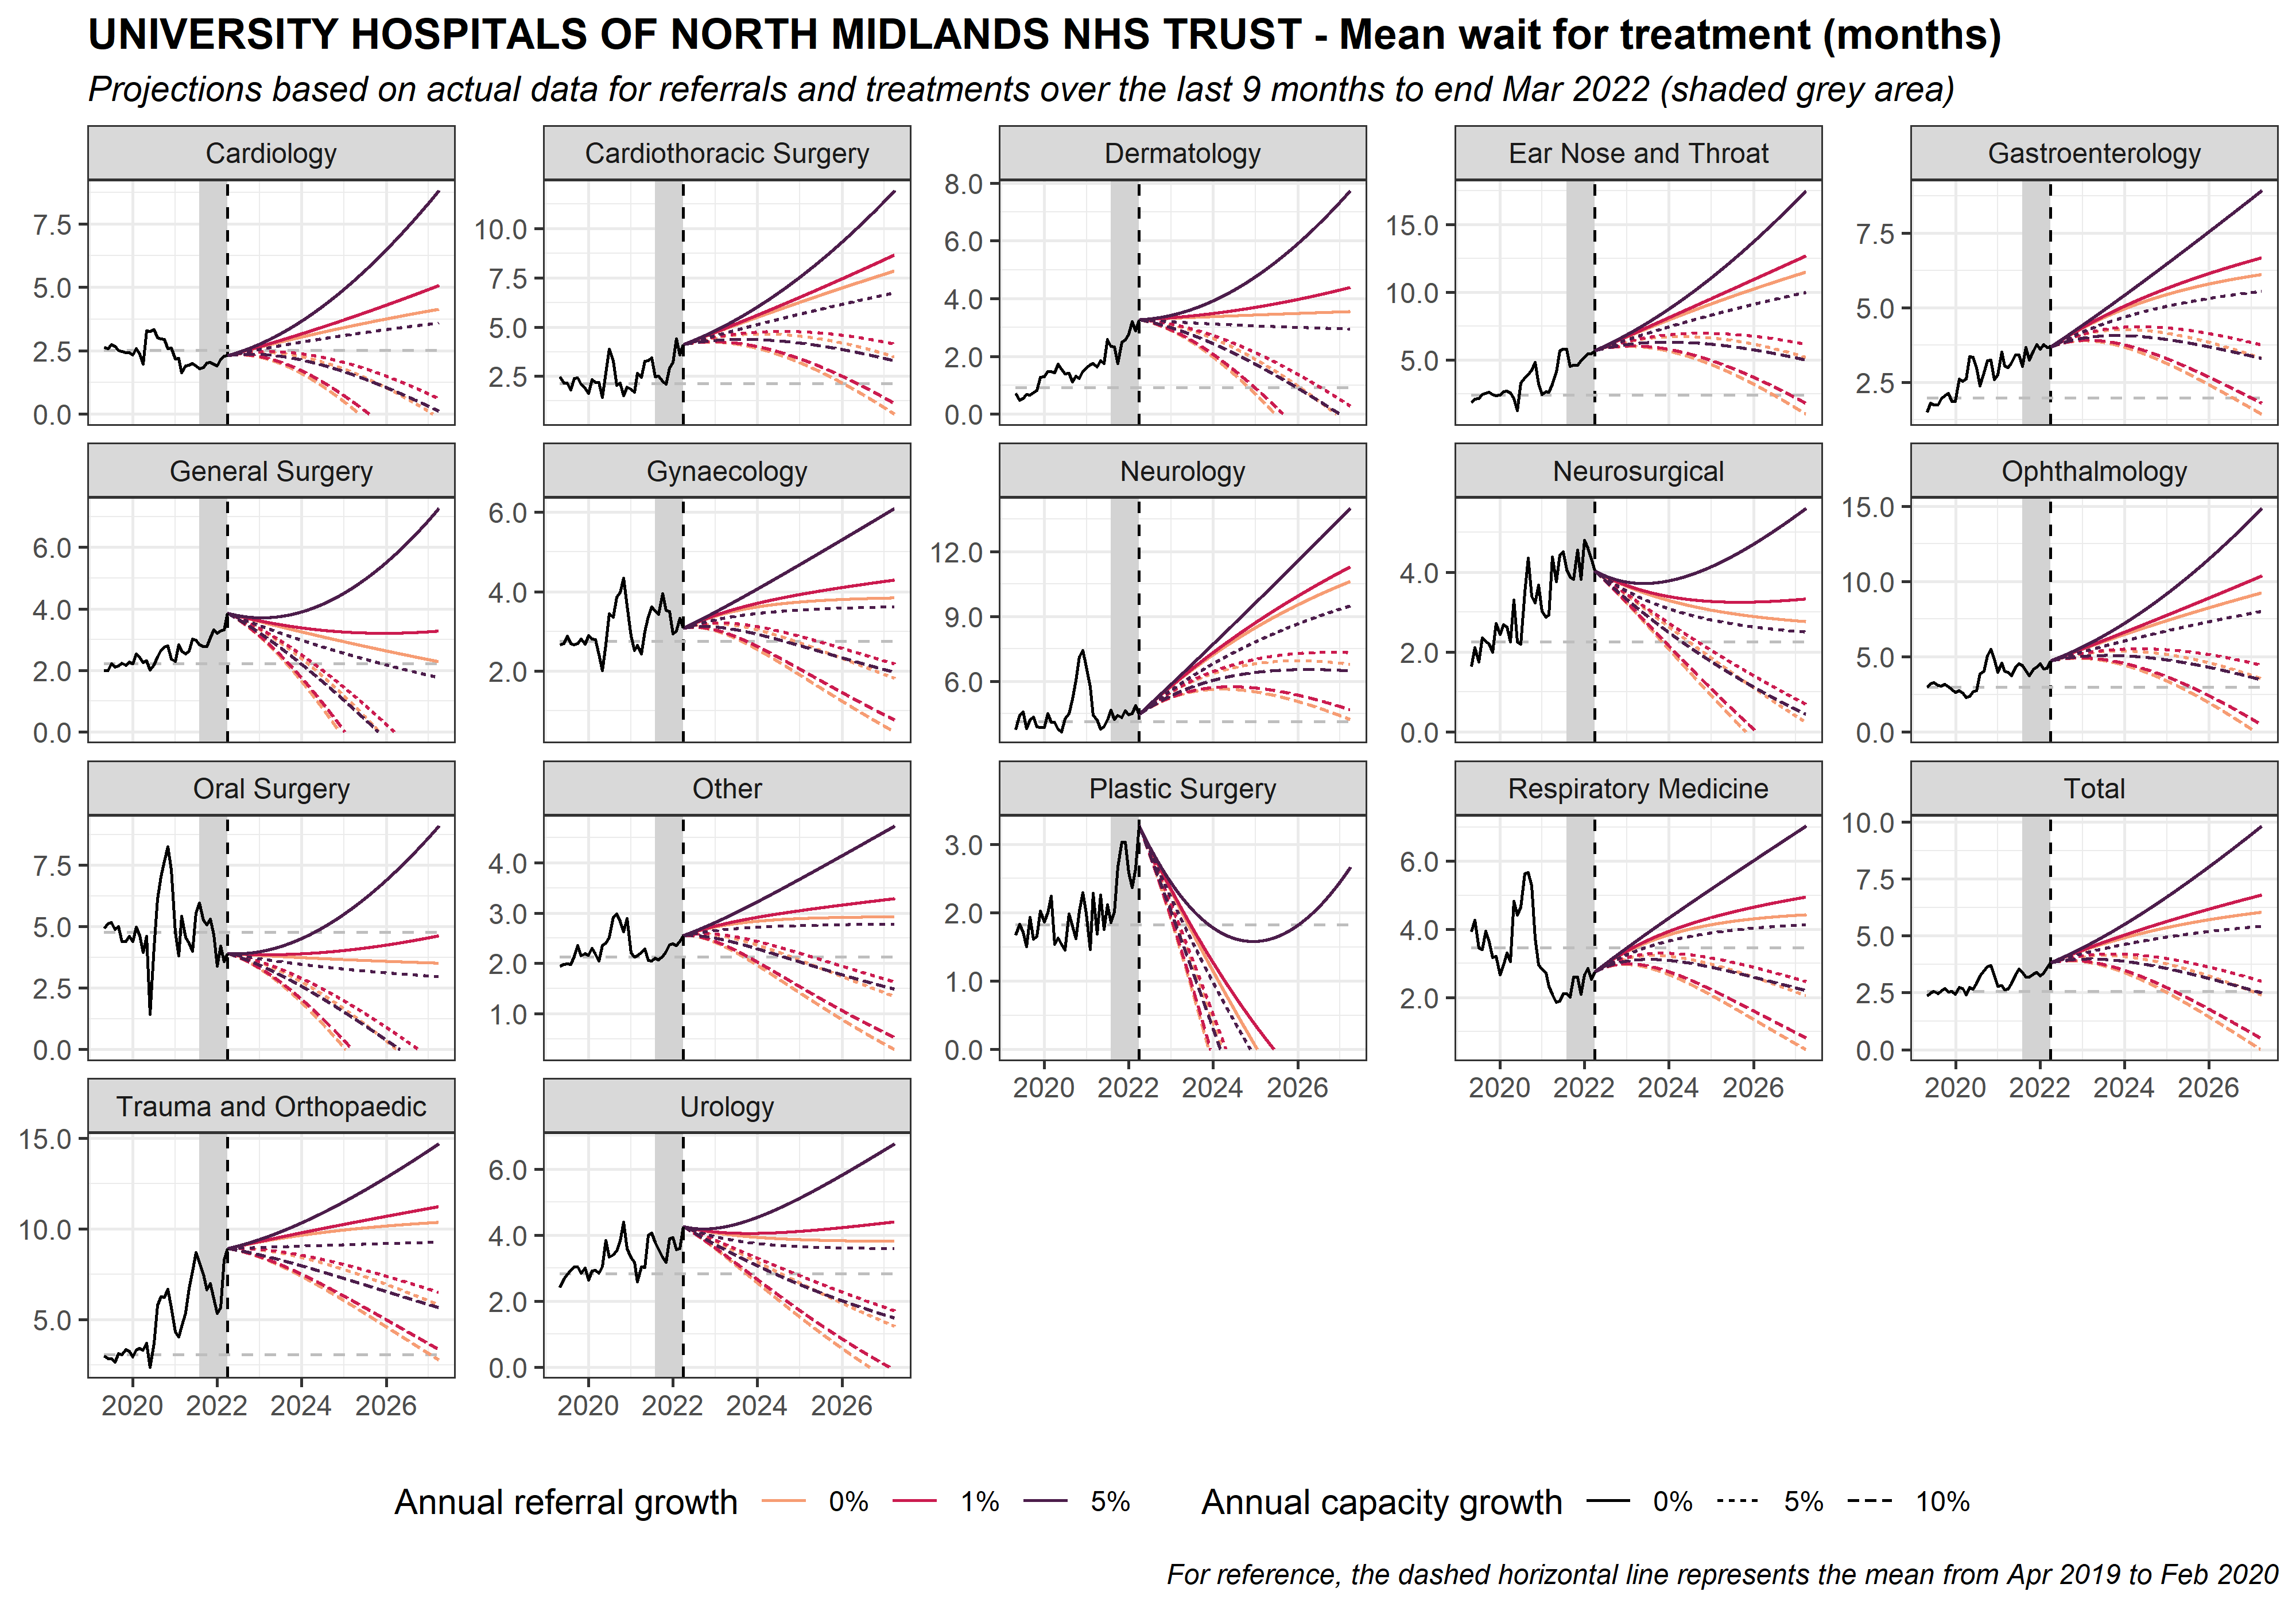 UNIVERSITY HOSPITALS OF NORTH MIDLANDS NHS TRUST - Mean wait for treatment (months)
Projections based on actual data for referrals and treatments over the last 9 months to end Mar 2022 (shaded grey area)
Cardiology
7.5
5.0
2.5
0.0
Cardiothoracic Surgery
10.0
7.5
5.0
2.5
Dermatology
8.0
6.0
4.0
2.0
0.0
Ear Nose and Throat
15.0
10.0
5.0
Gastroenterology
7.5
5.0
2.5
General Surgery
6.0
4.0
2.0
0.0
Gynaecology
6.0
4.0
2.0
Neurology
12.0
9.0
6.0
Neurosurgical
4.0
2.0
0.0
Ophthalmology
15.0
10.0
5.0
0.0
Oral Surgery
7.5
5.0
2.5
0.0
Other
4.0
3.0
2.0
1.0
Plastic Surgery
3.0
2.0
1.0
0.0
2020 2022 2024 2026
Respiratory Medicine
6.0
4.0
2.0
2020 2022 2024 2026
Total
10.0
7.5
5.0
2.5
0.0
2020 2022 2024 2026
Trauma and Orthopaedic
15.0
10.0
5.0
2020 2022 2024 2026
Urology
6.0
4.0
2.0
0.0
2020 2022 2024 2026
Annual referral growth 0% 1% 5% Annual capacity growth 0% 5% 10%
For reference, the dashed horizontal line represents the mean from Apr 2019 to Feb 2020